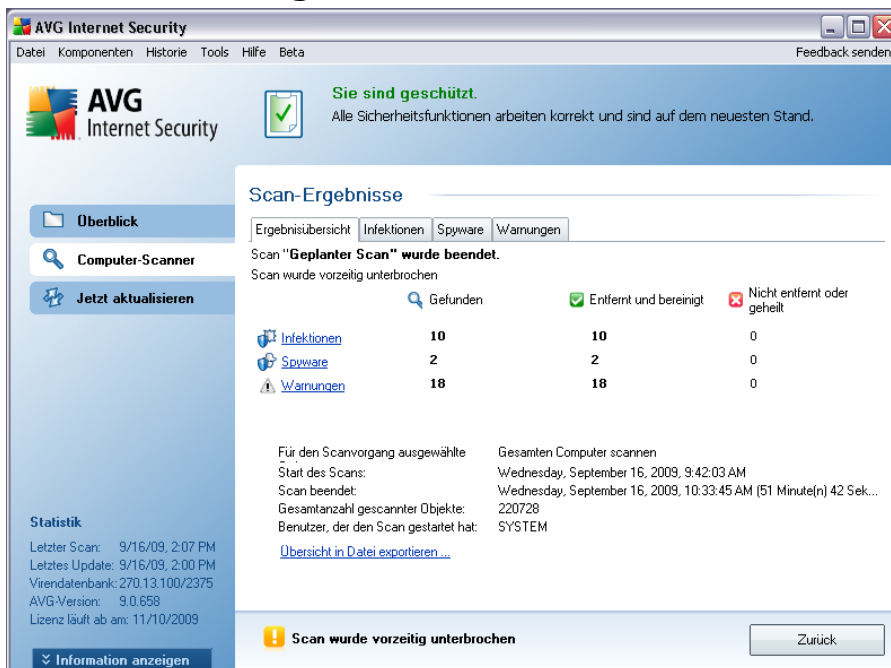 AVG Internet Security
Datei Komponenten Historie Tools Hilfe Beta Feedback senden
AVG
Internet Security
Sie sind geschützt.
Alle Sicherheitsfunktionen arbeiten korrekt und sind auf dem neuesten Stand.
Überblick
Computer-Scanner
Jetzt aktualisieren
Scan-Ergebnisse
Ergebnisübersicht Infektionen Spyware Warnungen
Scan "Geplanter Scan" wurde beendet.
Scan wurde vorzeitig unterbrochen
Gefunden Entfernt und bereinigt Nicht entfernt oder
geheilt
Infektionen 10 10 0
Spyware 2 2 0
Warnungen 18 18 0
Für den Scanvorgang ausgewählte Gesamten Computer scannen
Start des Scans: Wednesday, September 16, 2009, 9:42:03 AM
Scan beendet: Wednesday, September 16, 2009, 10:33:45 AM (51 Minute(n) 42 Sek...
Gesamtanzahl gescannter Objekte: 220728
Benutzer, der den Scan gestartet hat: SYSTEM
Übersicht in Datei exportieren ...
Statistik
Letzter Scan: 9/16/09, 2:07 PM
Letztes Update: 9/16/09, 2:00 PM
Virendatenbank: 270.13.100/2375
AVG-Version: 9.0.658
Lizenz läuft ab am: 11/10/2009
Information anzeigen
Scan wurde vorzeitig unterbrochen
Zurück